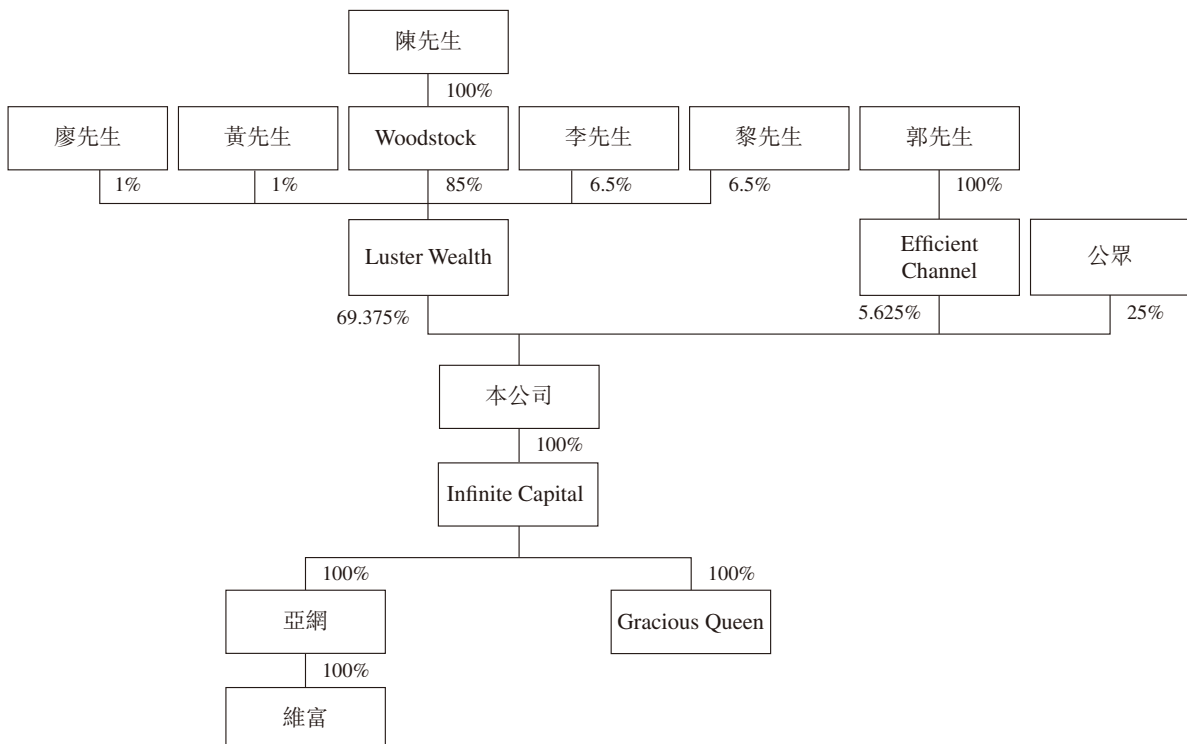 陳先生
100%
廖先生
黃先生
Woodstock
李先生
黎先生
郭先生
1%
1%
85%
6.5%
6.5%
100%
Luster Wealth
Efficient
Channel
公眾
69.375%
5.625%
25%
本公司
100%
Infinite Capital
100%
100%
亞網
Gracious Queen
100%
維富